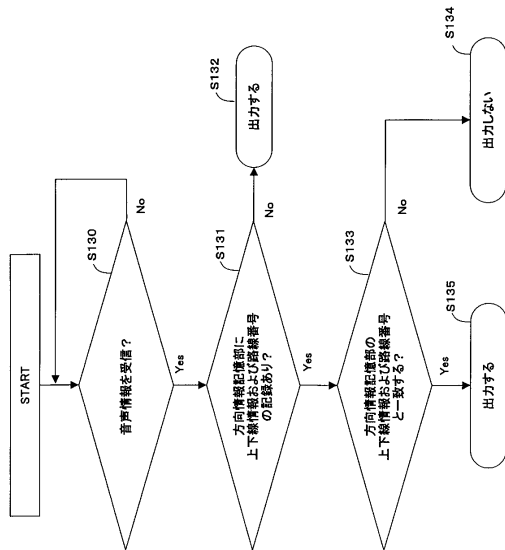 START
S130
音声情報を受信?
No
Yes
S131
方向情報記憶部に
上下線情報および路線番号
の記録あり?
No
S132
出力する
Yes
S133
方向情報記憶部の
上下線情報および路線番号
と一致する?
No
S134
出力しない
Yes
S135
出力する